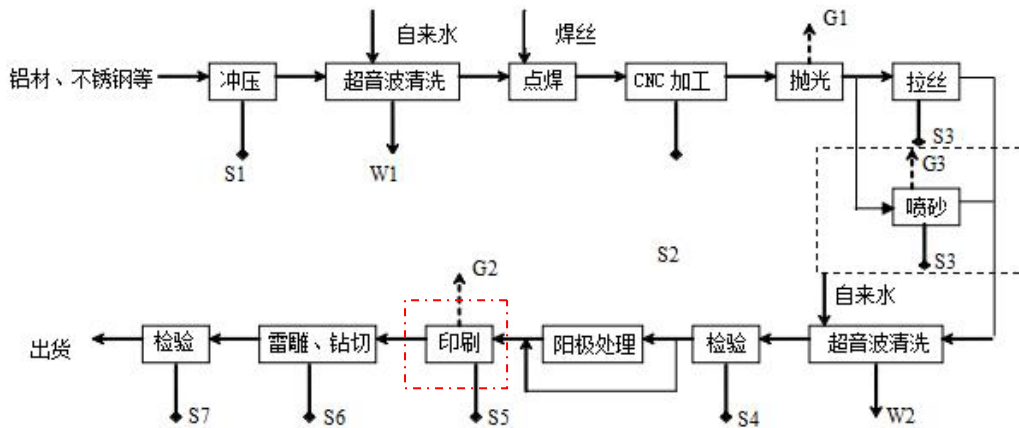 G1
自来水
焊丝
铝材、不锈钢等
冲压
超音波清洗
点焊
CNC 加工
抛光
拉丝
S1
W1
S3
G3
喷砂
S3
S2
G2
自来水
出货
检验
雷雕、钻切
印刷
阳极处理
检验
超音波清洗
S7
S6
S5
S4
W2